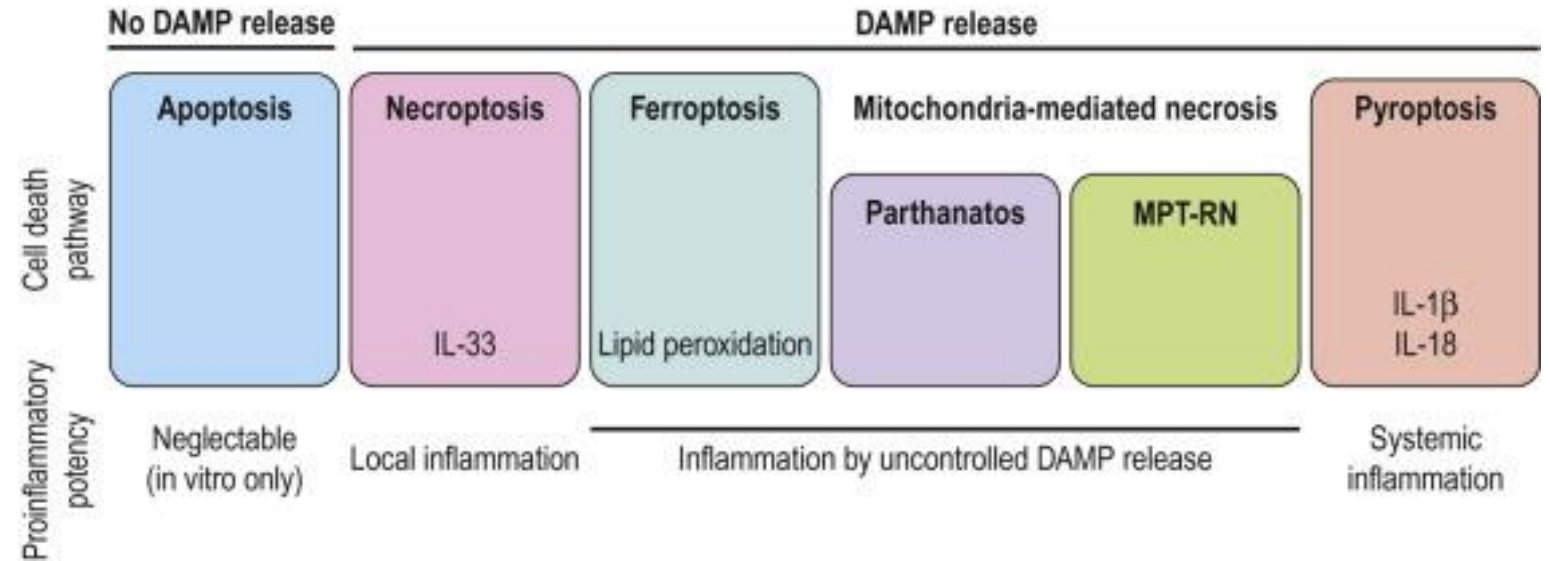 No DAMP release
DAMP release
Cell death
pathway
Apoptosis
Necroptosis
IL-33
Ferroptosis
Lipid peroxidation
Mitochondria-mediated necrosis
Parthanatos
MPT-RN
Pyroptosis
IL-1β
IL-18
Proinflammatory
potency
Neglectable
(in vitro only)
Local inflammation
Inflammation by uncontrolled DAMP release
Systemic
inflammation